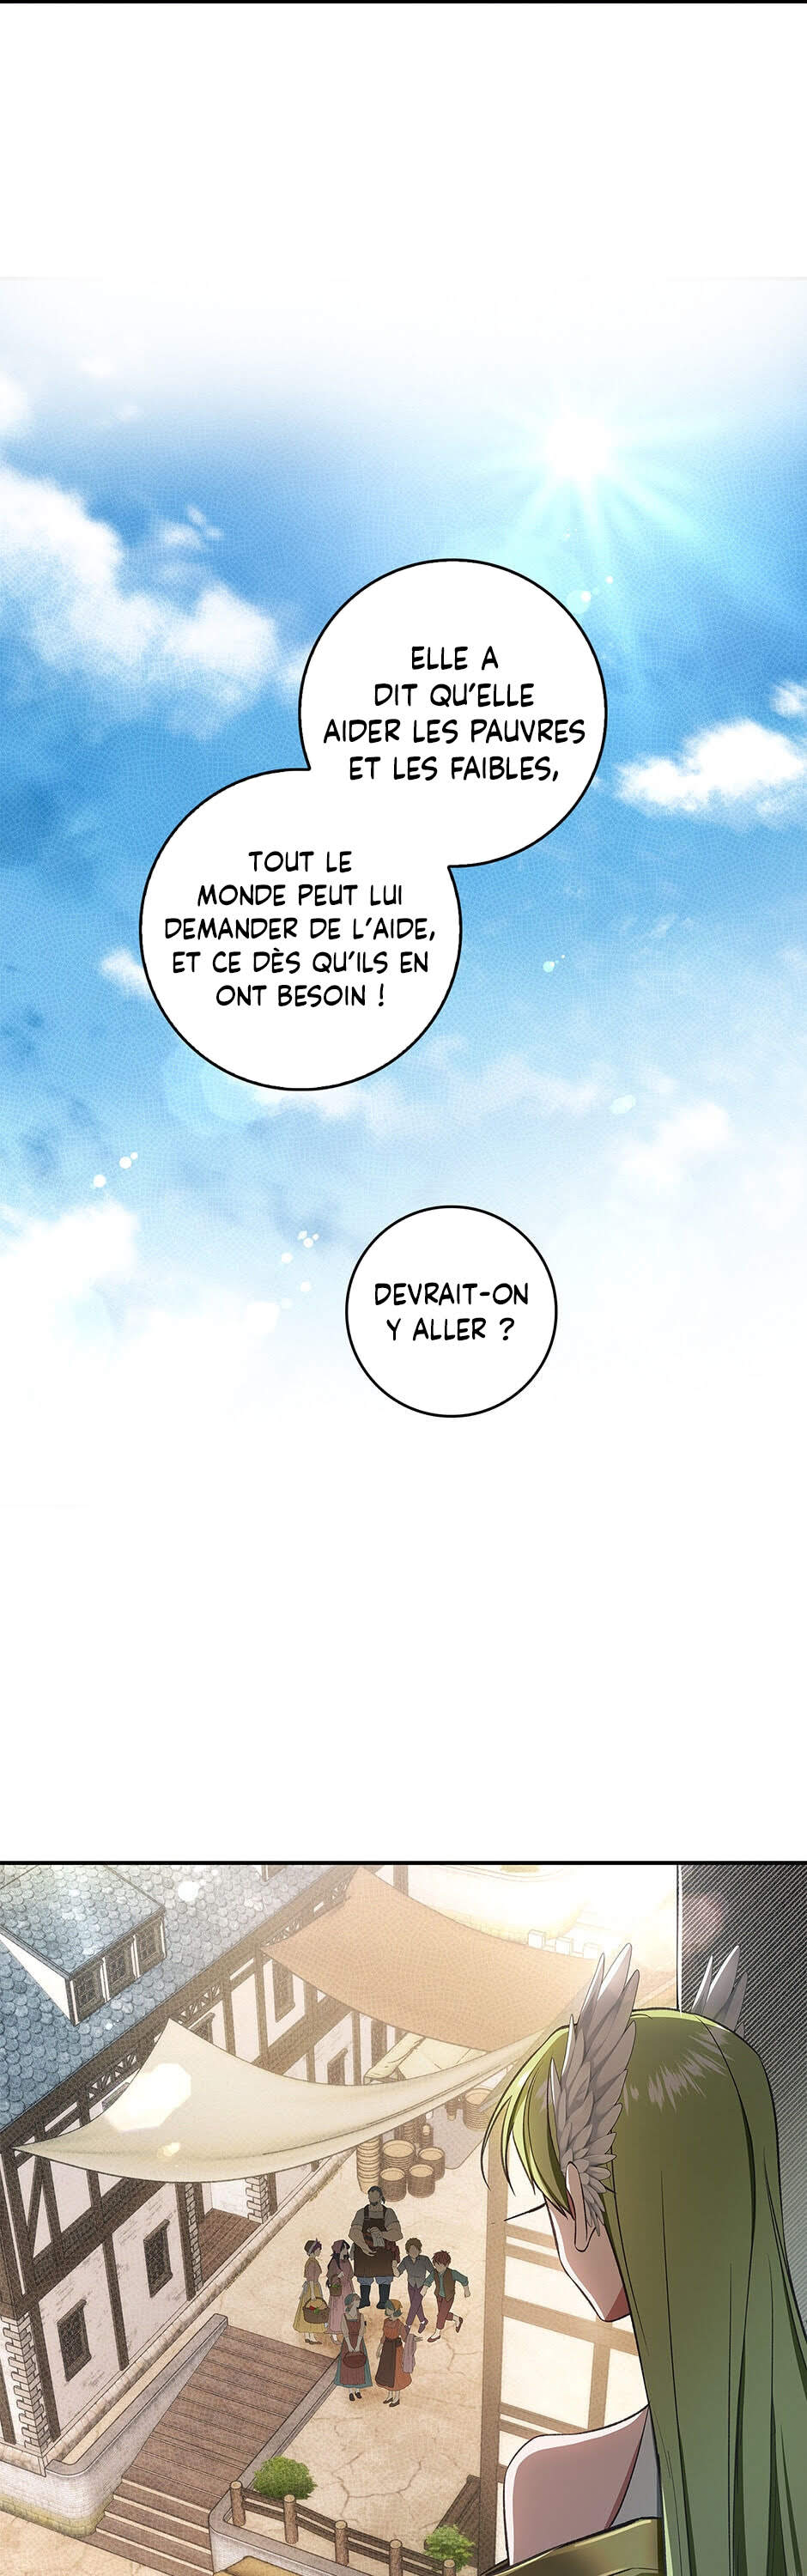 ELLE A
DIT QU'ELLE
AIDER LES PAUVRES
ET LES FAIBLES,
TOUT LE
MONDE PEUT LUI
DEMANDER DE L'AIDE,
ET CE DÈS QU'ILS EN
ONT BESOIN !
DEVRAIT-ON
Y ALLER ?